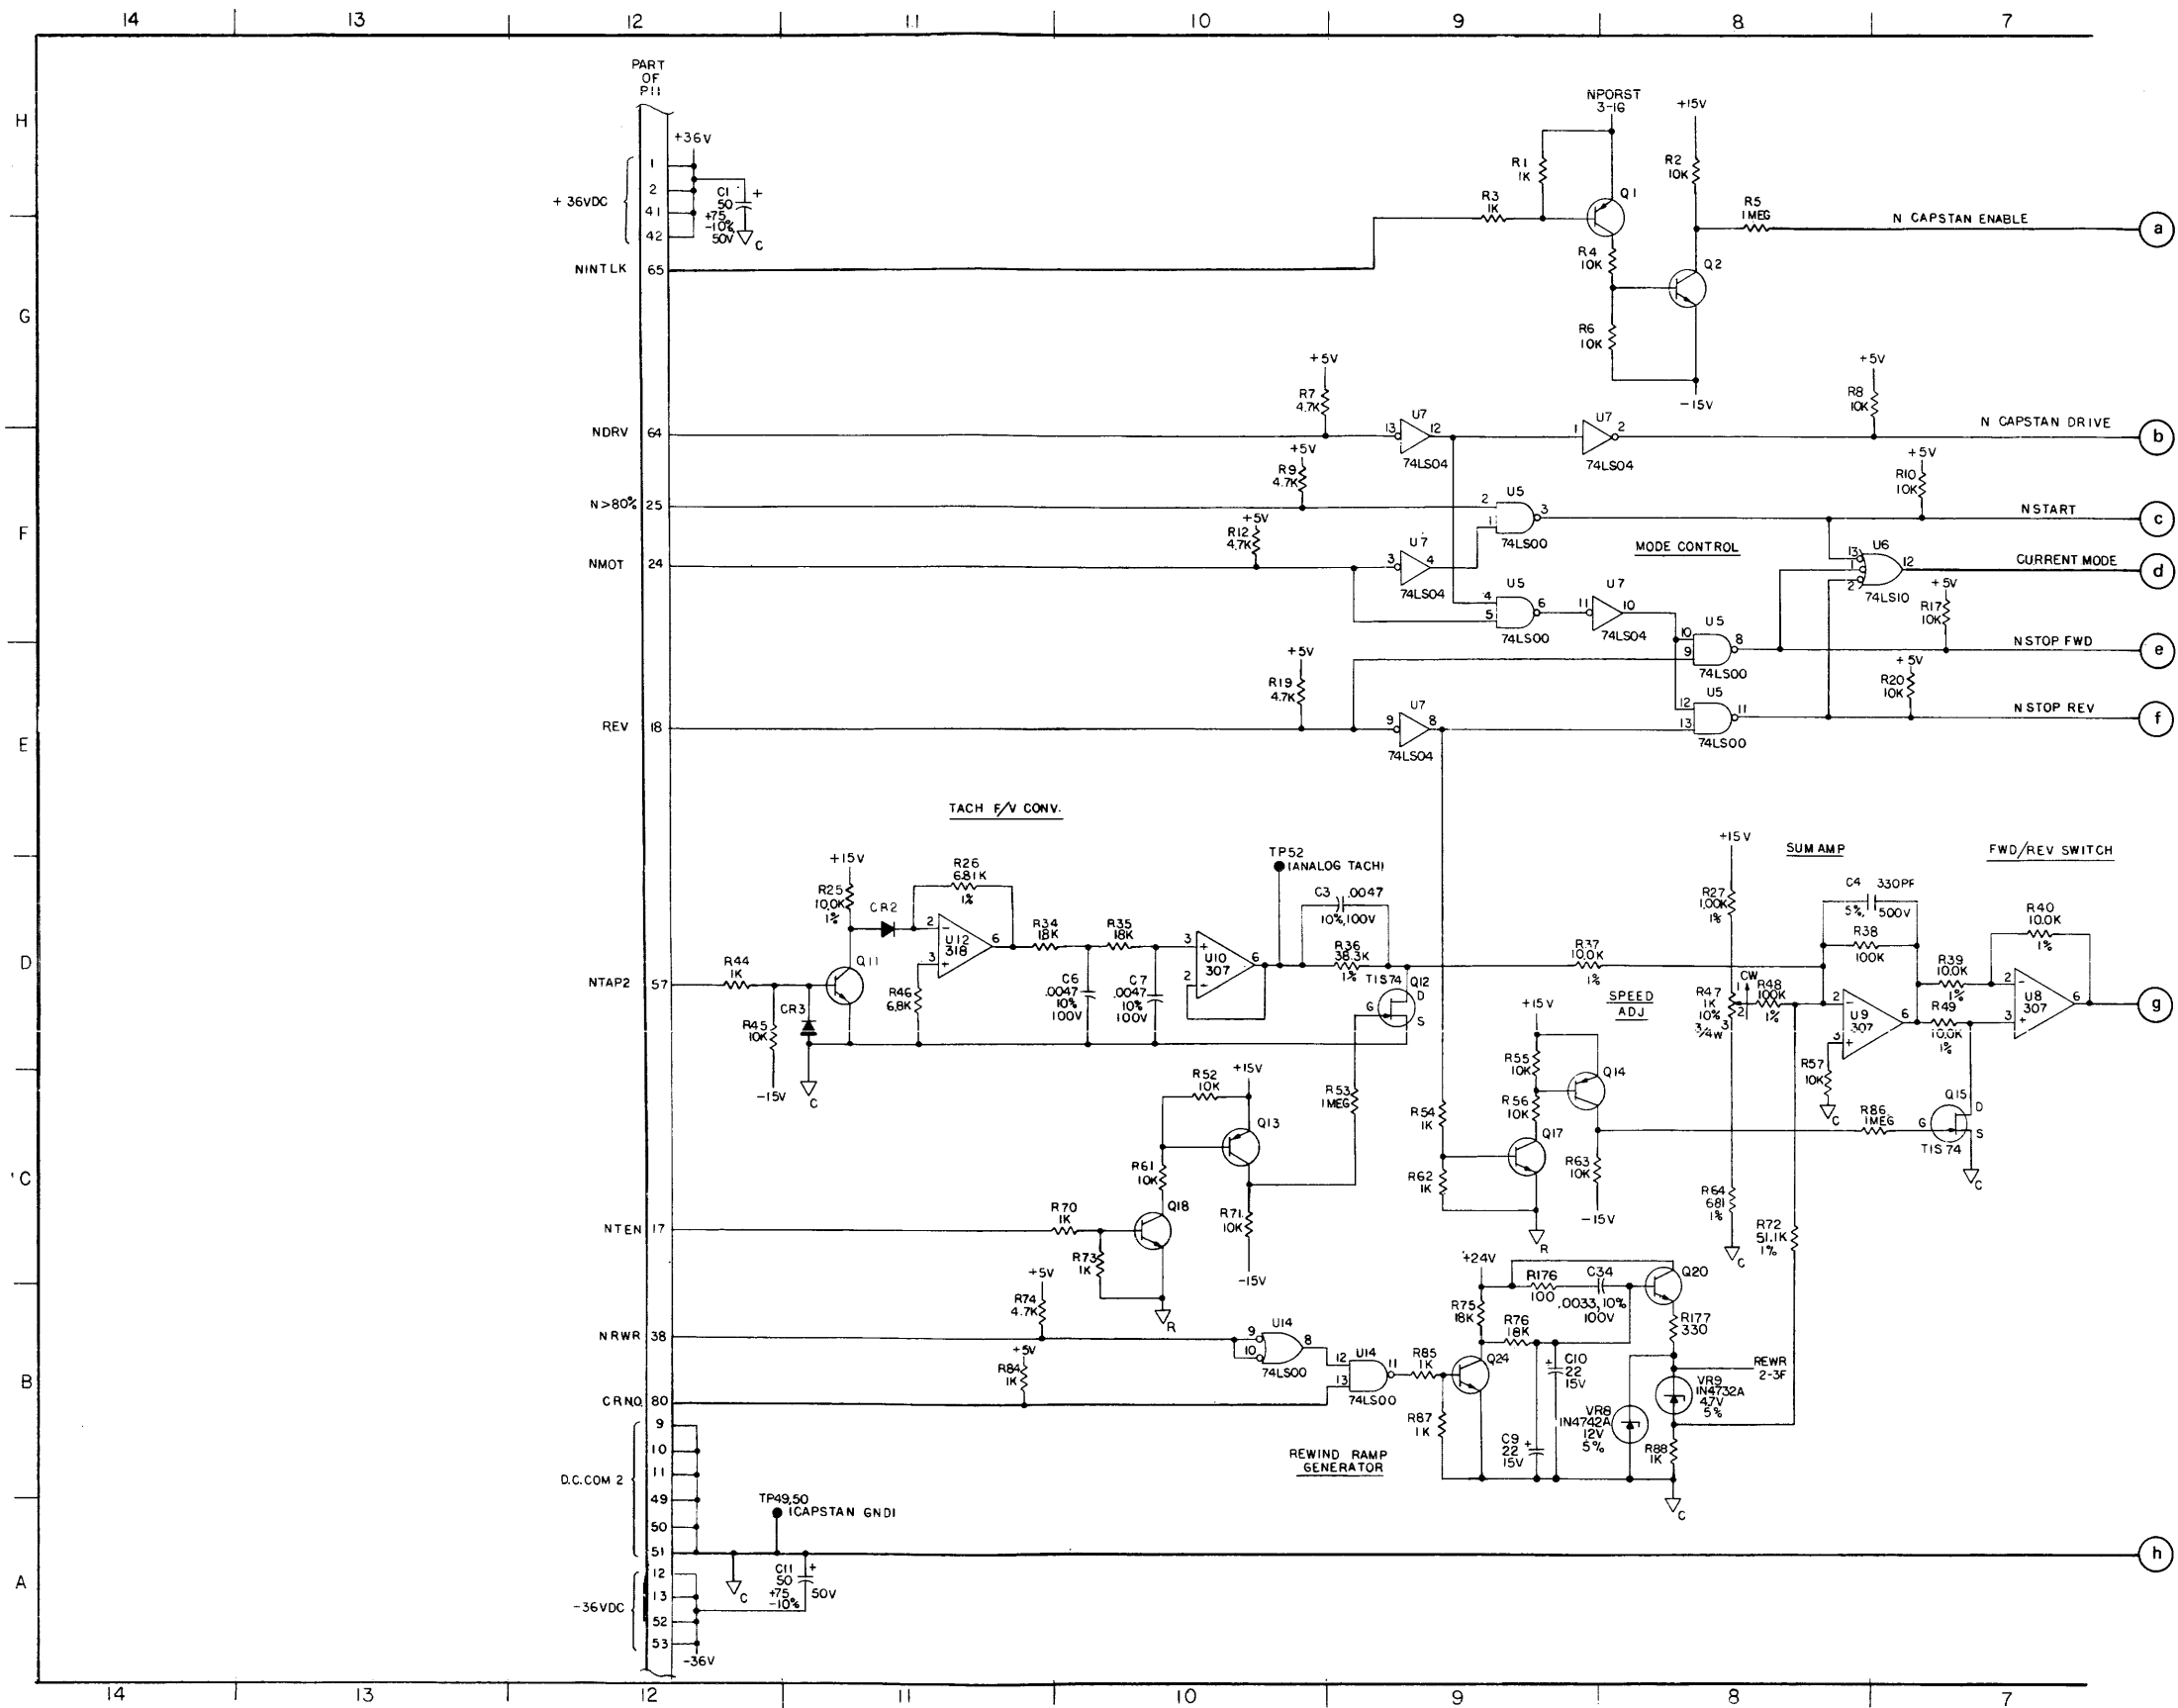 14 13 12 11 10 9 8 7
H
G
F
E
D
C
B
A
PART
OF
P11
+36V
+36VDC
1
2
41
42
C1
50
+75
-10%
50V
+
C
NINTLK 65
NPORST
3-1G
+15V
R1
1K
R2
10K
R3
1K
Q1
R5
1MEG
N CAPSTAN ENABLE
a
R4
10K
Q2
R6
10K
-15V
+5V
R7
4.7K
+5V
R8
10K
NDRV 64
13 U7 12
74LS04
1 U7 2
74LS04
N CAPSTAN DRIVE
b
+5V
R9
4.7K
+5V
R10
10K
N>80% 25
2 U5 3
1
74LS00
NSTART
c
+5V
R12
4.7K
MODE CONTROL
NMOT 24
3 U7 4
74LS04
13 U6
1 12
2
74LS10
CURRENT MODE
d
4 U5 6
5
74LS00
11 U7 10
74LS04
+5V
R17
10K
10 U5 8
9
74LS00
N STOP FWD
e
+5V
R19
4.7K
+5V
R20
10K
REV 18
9 U7 8
74LS04
12 U5 11
13
74LS00
N STOP REV
f
TACH F/V CONV.
+15V
R25
10.0K
1%
CR2
R26
6.81K
1%
2
-
U12
318
6
3
+
R34
18K
R35
18K
3
+
U10
307
6
2
-
TP52
(ANALOG TACH)
C3 .0047
10%,100V
R36
38.3K
1%
R37
10.0K
1%
+15V
R27
1.00K
1%
SUM AMP
C4 330PF
5%, 500V
R38
100K
FWD/REV SWITCH
R40
10.0K
1%
R39
10.0K
1%
2
-
U8
307
6
3
+
g
NTAP2 57
R44
1K
Q11
R45
10K
CR3
-15V
C
R46
6.8K
C6
.0047
10%
100V
C7
.0047
10%
100V
TIS74
Q12
D
G
S
SPEED
ADJ
CW
1
R47
1K
10%
3/4W
2
3
R48
100K
1%
2
-
U9
307
6
3
+
R49
10.0K
1%
R57
10K
C
R52
10K
+15V
Q13
R53
1MEG
+15V
R55
10K
Q14
R56
10K
R54
1K
Q17
R62
1K
R
R63
10K
-15V
R86
1MEG
Q15
D
G
S
TIS74
C
R61
10K
NTEN 17
R70
1K
Q18
R71
10K
R73
1K
-15V
R
R64
681
1%
C
R72
51.1K
1%
+5V
R74
4.7K
NRWR 38
9 U14 8
10
74LS00
+5V
R84
1K
12 U14 11
13
74LS00
CRNO 80
R85
1K
Q24
R87
1K
+24V
R75
18K
R176
100
C34
.0033,10%
100V
Q20
R76
18K
R177
330
C10
22
15V
+
C9
22
15V
+
REWR
2-3F
VR9
1N4732A
4.7V
5%
VR8
1N4742A
12V
5%
R88
1K
C
REWIND RAMP
GENERATOR
D.C.COM 2
9
10
11
49
50
51
TP49,50
(CAPSTAN GND)
h
-36VDC
12
13
52
53
C
C11
50
+75
-10%
+
50V
-36V
14 13 12 11 10 9 8 7